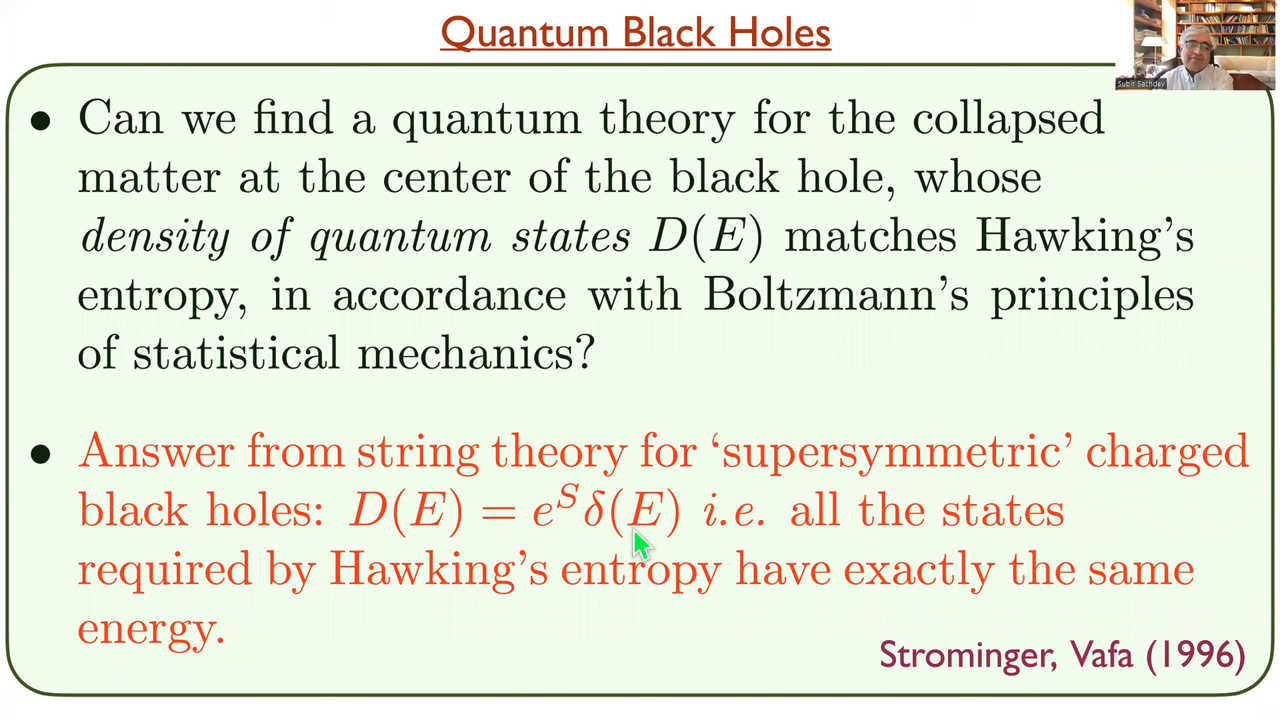 Quantum Black Holes
Subir Sachdev
• Can we find a quantum theory for the collapsed
matter at the center of the black hole, whose
density of quantum states D(E) matches Hawking's
entropy, in accordance with Boltzmann's principles
of statistical mechanics?
• Answer from string theory for ‘supersymmetric’ charged
black holes: D(E) = e^S δ(E) i.e. all the states
required by Hawking's entropy have exactly the same
energy.
Strominger, Vafa (1996)